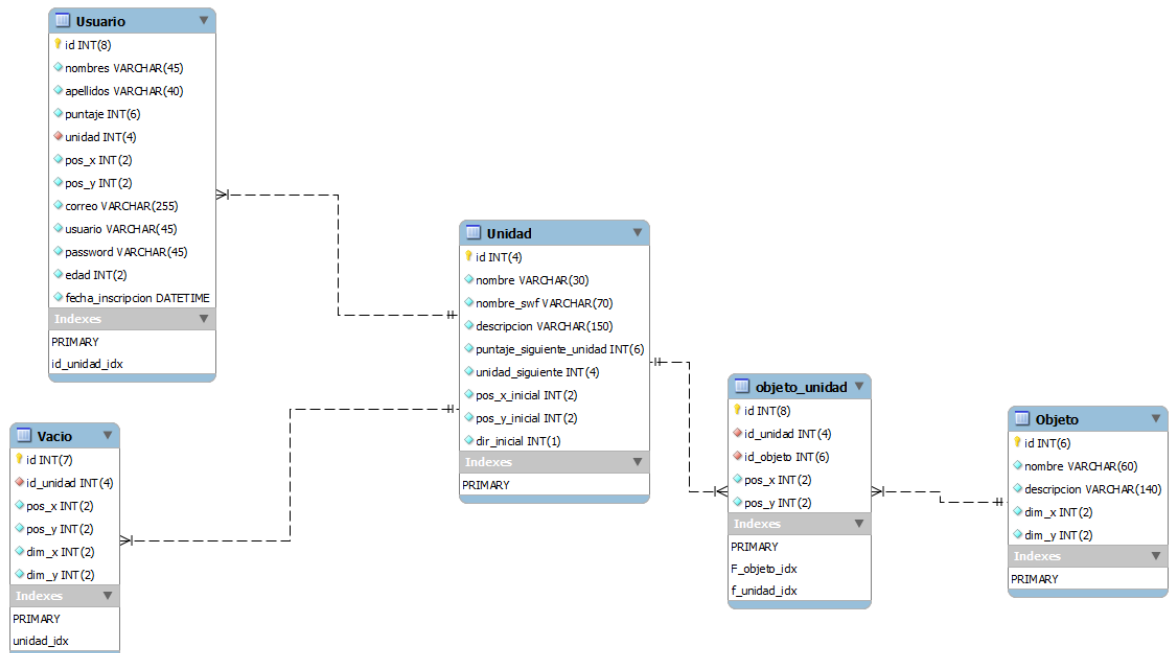 Usuario
id INT(8)
nombres VARCHAR(45)
apellidos VARCHAR(40)
puntaje INT(6)
unidad INT(4)
pos_x INT(2)
pos_y INT(2)
correo VARCHAR(255)
usuario VARCHAR(45)
password VARCHAR(45)
edad INT(2)
fecha_inscripcion DATETIME
Indexes
PRIMARY
id_unidad_idx
Vacio
id INT(7)
id_unidad INT(4)
pos_x INT(2)
pos_y INT(2)
dim_x INT(2)
dim_y INT(2)
Indexes
PRIMARY
unidad_idx
Unidad
id INT(4)
nombre VARCHAR(30)
nombre_swf VARCHAR(70)
descripcion VARCHAR(150)
puntaje_siguiente_unidad INT(6)
unidad_siguiente INT(4)
pos_x_inicial INT(2)
pos_y_inicial INT(2)
dir_inicial INT(1)
Indexes
PRIMARY
objeto_unidad
id INT(8)
id_unidad INT(4)
id_objeto INT(6)
pos_x INT(2)
pos_y INT(2)
Indexes
PRIMARY
F_objeto_idx
f_unidad_idx
Objeto
id INT(6)
nombre VARCHAR(60)
descripcion VARCHAR(140)
dim_x INT(2)
dim_y INT(2)
Indexes
PRIMARY